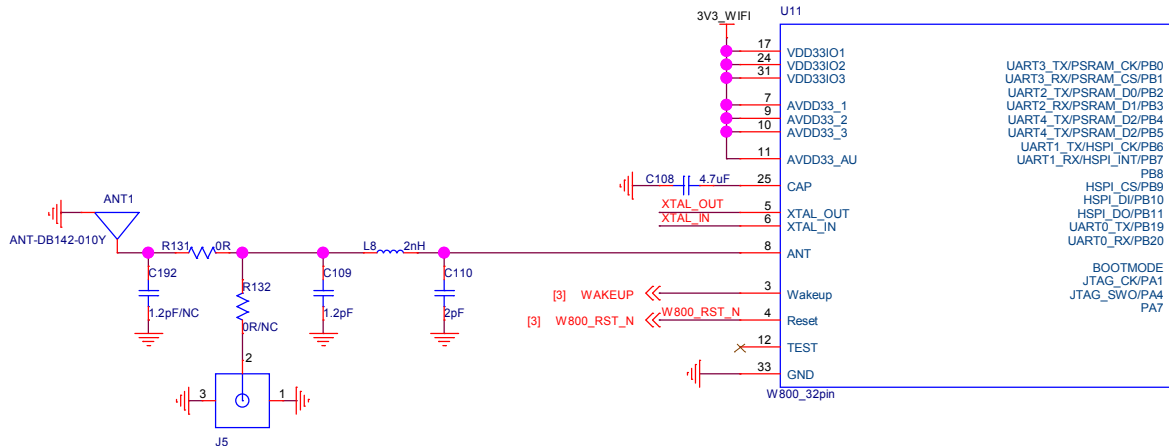 U11
3V3_WIFI
17
VDD33IO1
24
VDD33IO2
31
VDD33IO3
7
AVDD33_1
9
AVDD33_2
10
AVDD33_3
11
AVDD33_AU
C108
4.7uF
25
CAP
XTAL_OUT
5
XTAL_OUT
XTAL_IN
6
XTAL_IN
8
ANT
[3] WAKEUP
3
Wakeup
[3] W800_RST_N
W800_RST_N
4
Reset
12
TEST
33
GND
W800_32pin
UART3_TX/PSRAM_CK/PB0
UART3_RX/PSRAM_CS/PB1
UART2_TX/PSRAM_D0/PB2
UART2_RX/PSRAM_D1/PB3
UART4_TX/PSRAM_D2/PB4
UART4_TX/PSRAM_D2/PB5
UART1_TX/HSPI_CK/PB6
UART1_RX/HSPI_INT/PB7
PB8
HSPI_CS/PB9
HSPI_DI/PB10
HSPI_DO/PB11
UART0_TX/PB19
UART0_RX/PB20
BOOTMODE
JTAG_CK/PA1
JTAG_SWO/PA4
PA7
ANT1
ANT-DB142-010Y
R131
0R
L8
2nH
C192
1.2pF/NC
R132
0R/NC
C109
1.2pF
C110
2pF
2
3
1
J5